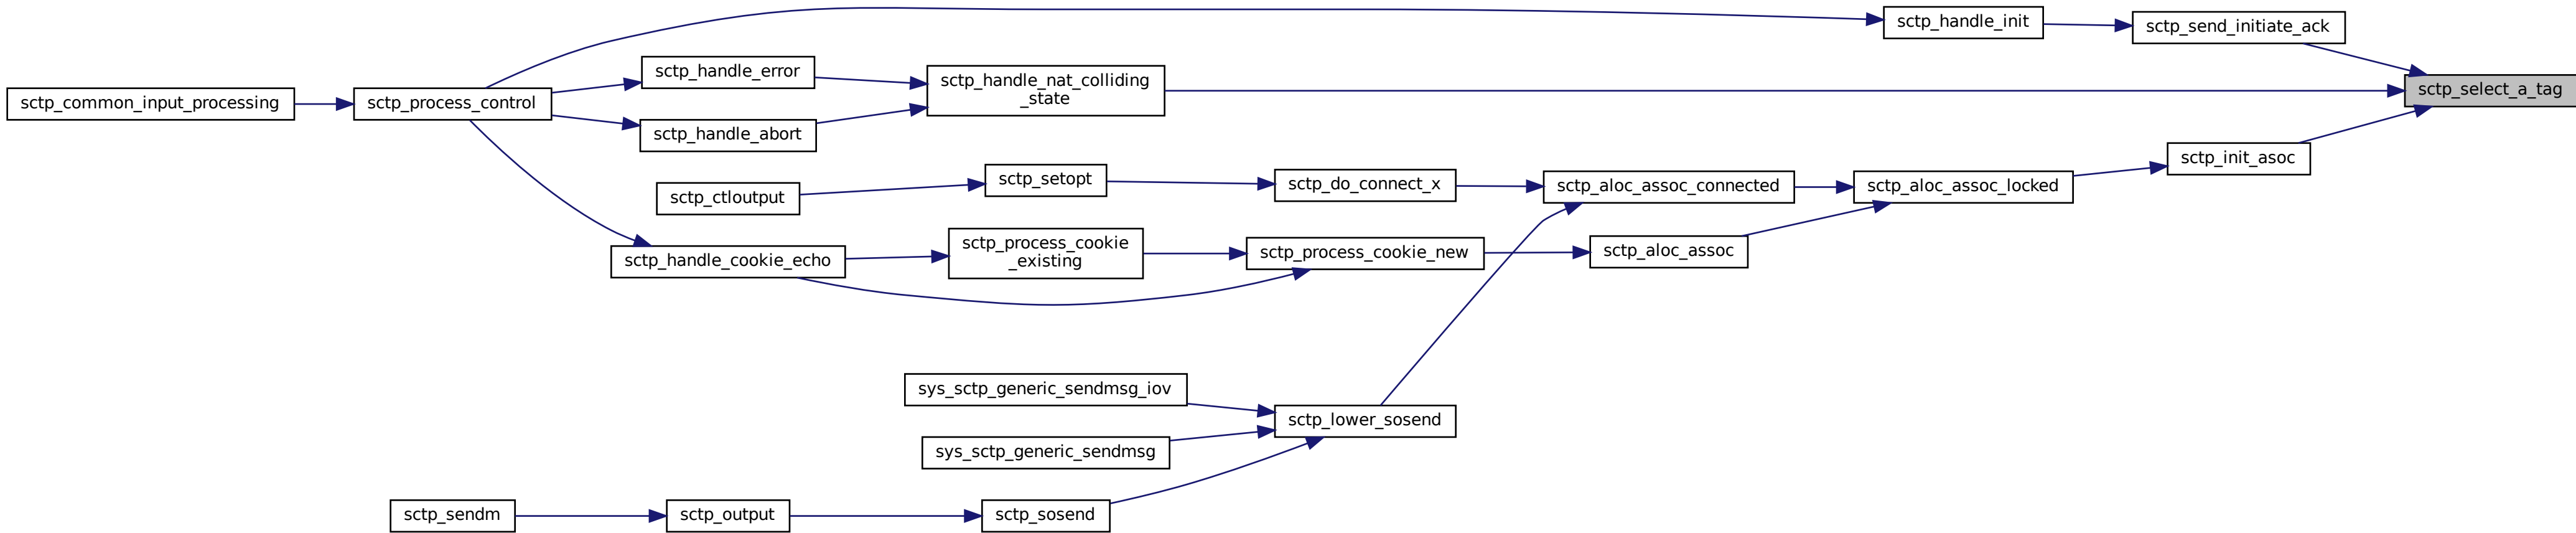 sctp_handle_init
sctp_send_initiate_ack
sctp_handle_error
sctp_handle_nat_colliding
_state
sctp_select_a_tag
sctp_common_input_processing
sctp_process_control
sctp_handle_abort
sctp_init_asoc
sctp_setopt
sctp_do_connect_x
sctp_aloc_assoc_connected
sctp_aloc_assoc_locked
sctp_ctloutput
sctp_process_cookie
_existing
sctp_process_cookie_new
sctp_aloc_assoc
sctp_handle_cookie_echo
sys_sctp_generic_sendmsg_iov
sctp_lower_sosend
sys_sctp_generic_sendmsg
sctp_sendm
sctp_output
sctp_sosend